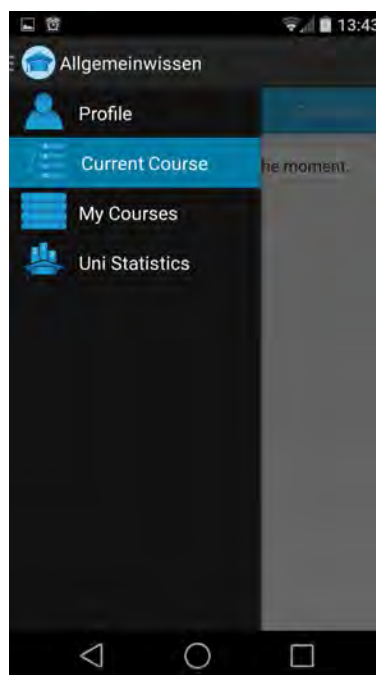 13:43
Allgemeinwissen
Profile
Current Course
he moment.
My Courses
Uni Statistics